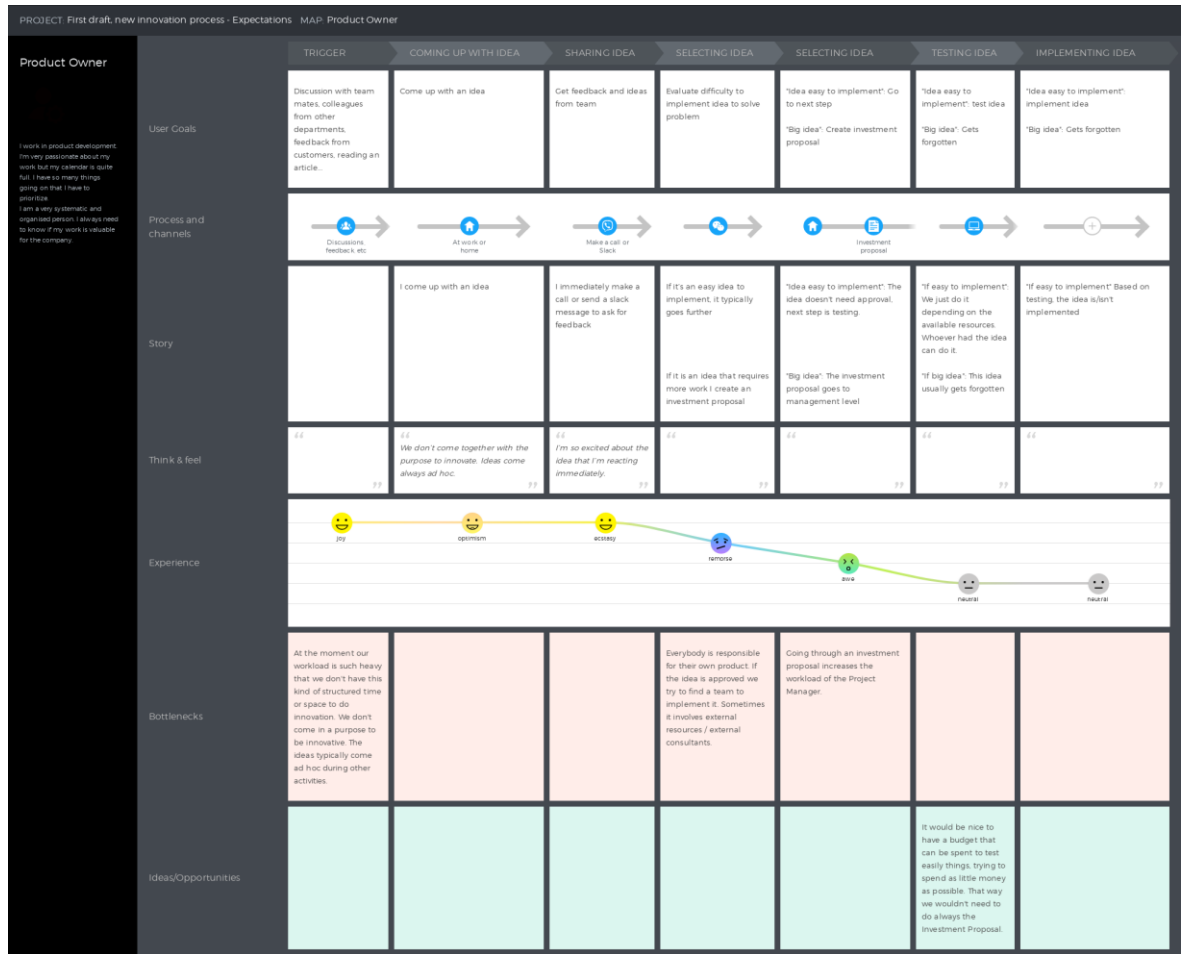 PROJECT: First draft, new innovation process - Expectations MAP: Product Owner
Product Owner
I work in product development.
I'm very passionate about my
work but my calendar is quite
full. I have so many things
going on that I have to
prioritize.
I am a very systematic and
organised person. I always need
to know if my work is valuable
for the company.
TRIGGER
COMING UP WITH IDEA
SHARING IDEA
SELECTING IDEA
SELECTING IDEA
TESTING IDEA
IMPLEMENTING IDEA
User Goals
Discussion with team
mates, colleagues
from other
departments,
feedback from
customers, reading an
article...
Come up with an idea
Get feedback and ideas
from team
Evaluate difficulty to
implement idea to solve
problem
"Idea easy to implement": Go
to next step
"Big idea": Create investment
proposal
"Idea easy to
implement": test idea
"Big idea": Gets
forgotten
"Idea easy to implement":
implement idea
"Big idea": Gets forgotten
Process and
channels
Discussions,
feedback etc
At work or
home
Make a call or
Slack
Investment
proposal
Story
I come up with an idea
I immediately make a
call or send a slack
message to ask for
feedback
If it's an easy idea to
implement, it typically
goes further
If it is an idea that requires
more work I create an
investment proposal
"Idea easy to implement": The
idea doesn't need approval,
next step is testing.
"Big idea": The investment
proposal goes to
management level
"If easy to implement":
We just do it
depending on the
available resources.
Whoever had the idea
can do it.
"If big idea": This idea
usually gets forgotten
"If easy to implement" Based on
testing, the idea is/isn't
implemented
Think & feel
We don't come together with the
purpose to innovate. Ideas come
always ad hoc.
I'm so excited about the
idea that I'm reacting
immediately.
Experience
joy
optimism
ecstasy
remorse
awe
neutral
neutral
Bottlenecks
At the moment our
workload is such heavy
that we don't have this
kind of structured time
or space to do
innovation. We don't
come in a purpose to
be innovative. The
ideas typically come
ad hoc during other
activities.
Everybody is responsible
for their own product. If
the idea is approved we
try to find a team to
implement it. Sometimes
it involves external
resources / external
consultants.
Going through an investment
proposal increases the
workload of the Project
Manager.
Ideas/Opportunities
It would be nice to
have a budget that
can be spent to test
easily things, trying to
spend as little money
as possible. That way
we wouldn't need to
do always the
Investment Proposal.